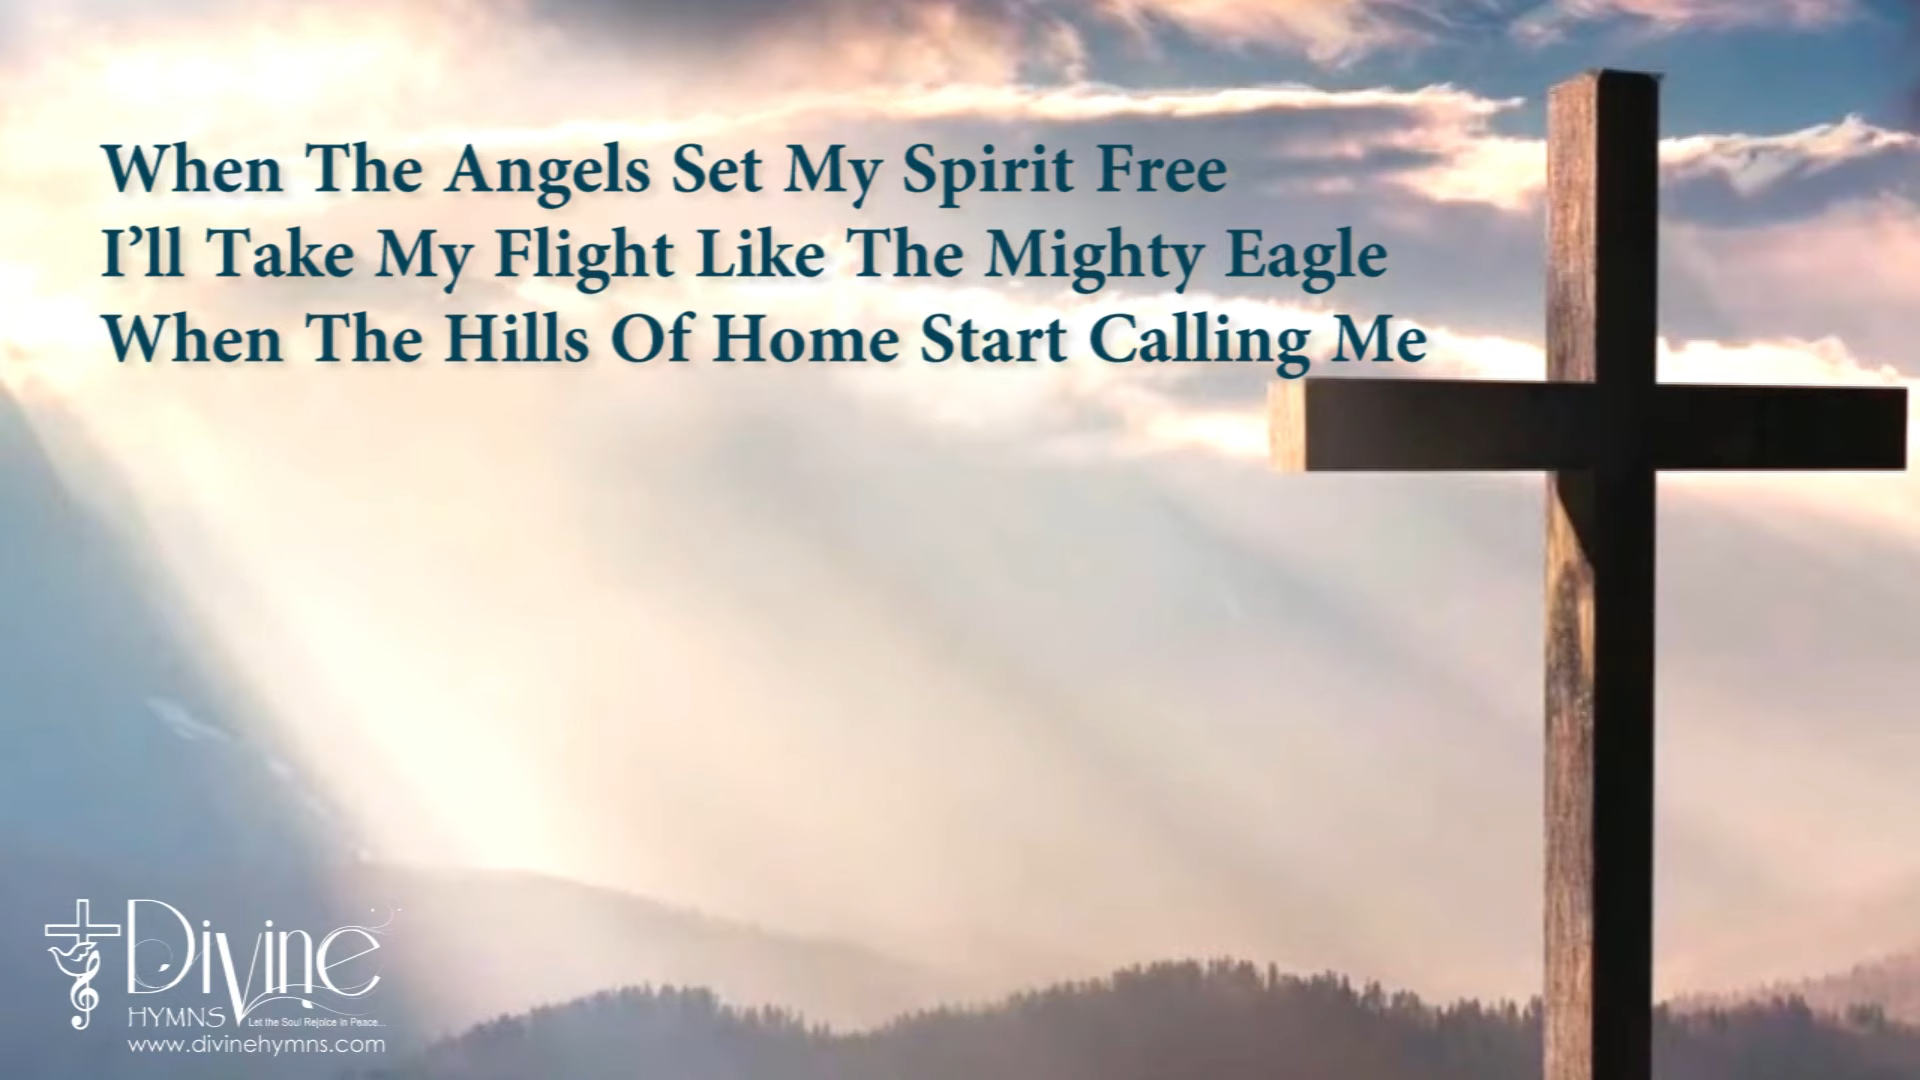 When The Angels Set My Spirit Free
I’ll Take My Flight Like The Mighty Eagle
When The Hills Of Home Start Calling Me
Divine
HYMNS
Let the Soul Rejoice in Peace...
www.divinehymns.com